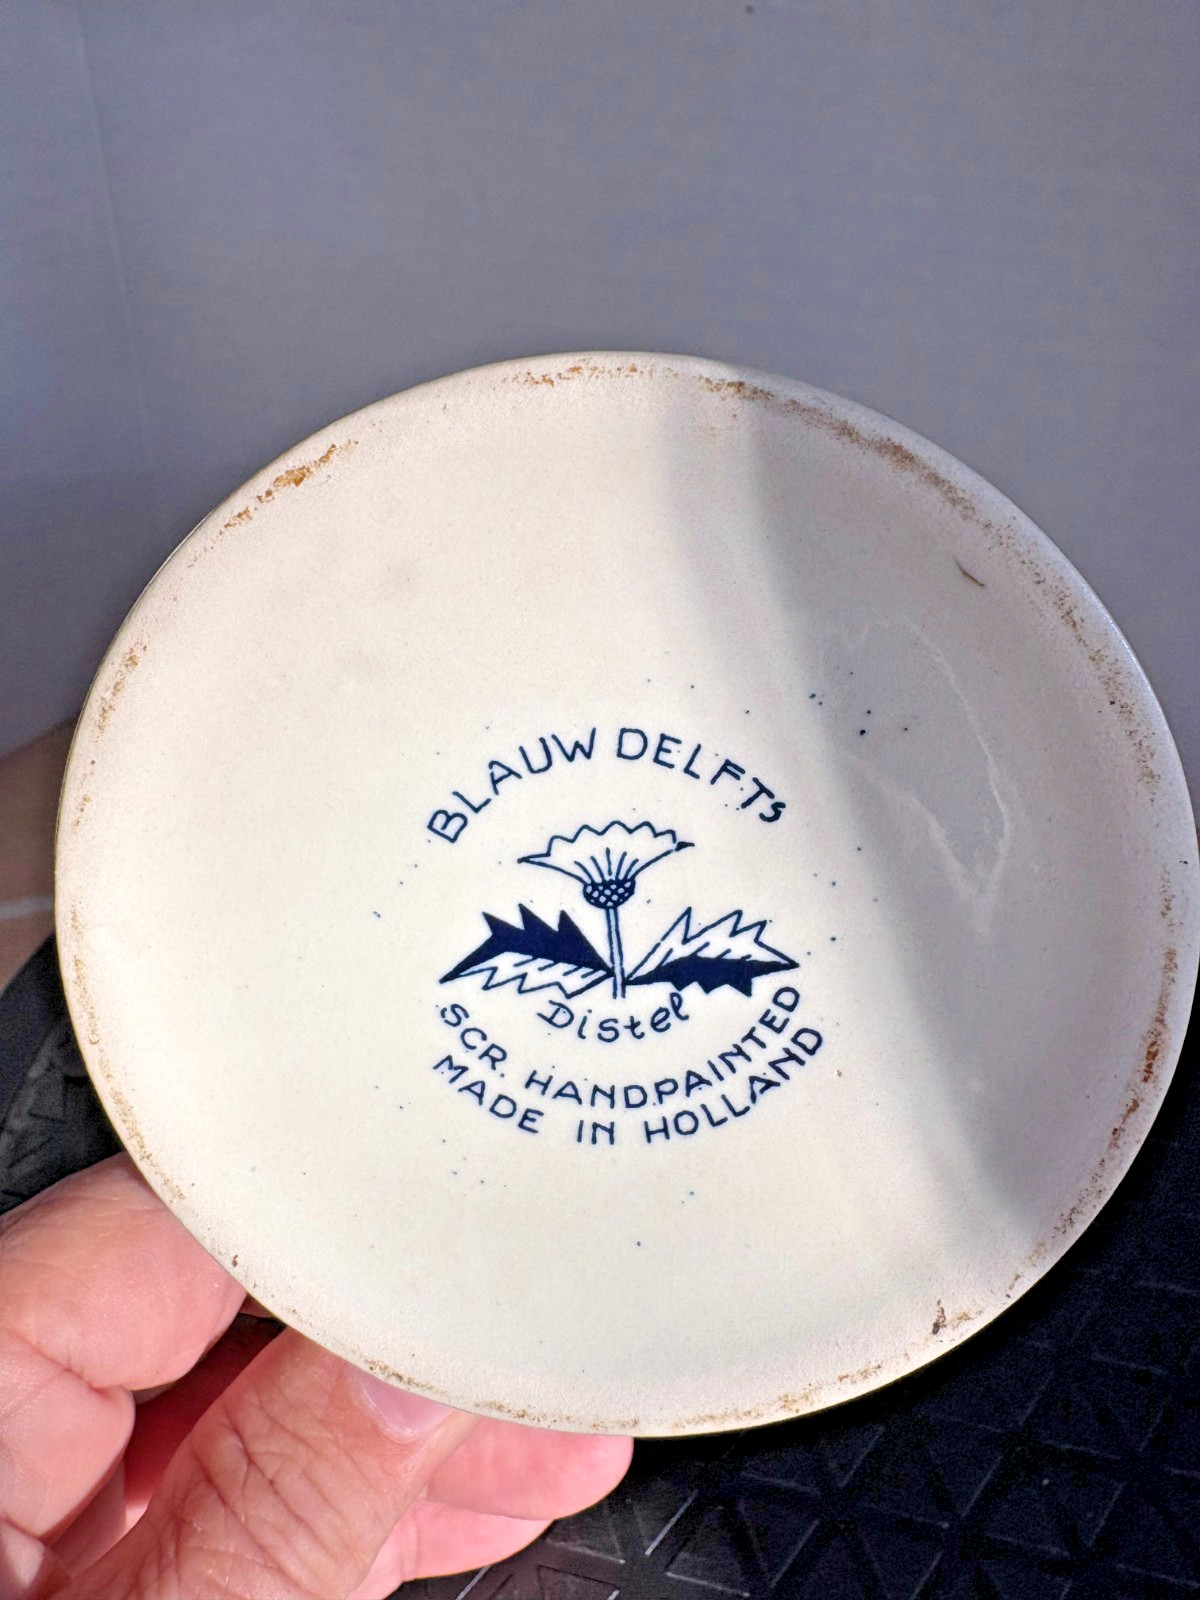 BLAUW DELFTS
Distel
SCR. HANDPAINTED
MADE IN HOLLAND